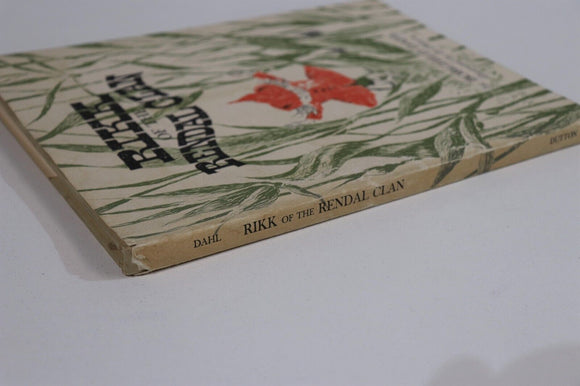 RIKK
OF THE
RENDAL CLAN
DAHL RIKK OF THE RENDAL CLAN DUTTON